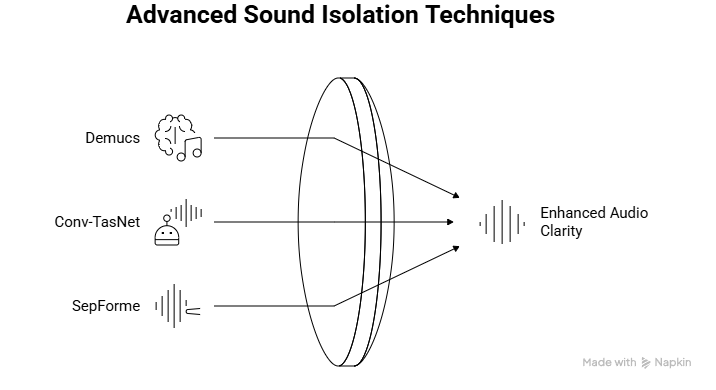 Advanced Sound Isolation Techniques
Demucs
Conv-TasNet
SepForme
Enhanced Audio
Clarity
Made with Napkin